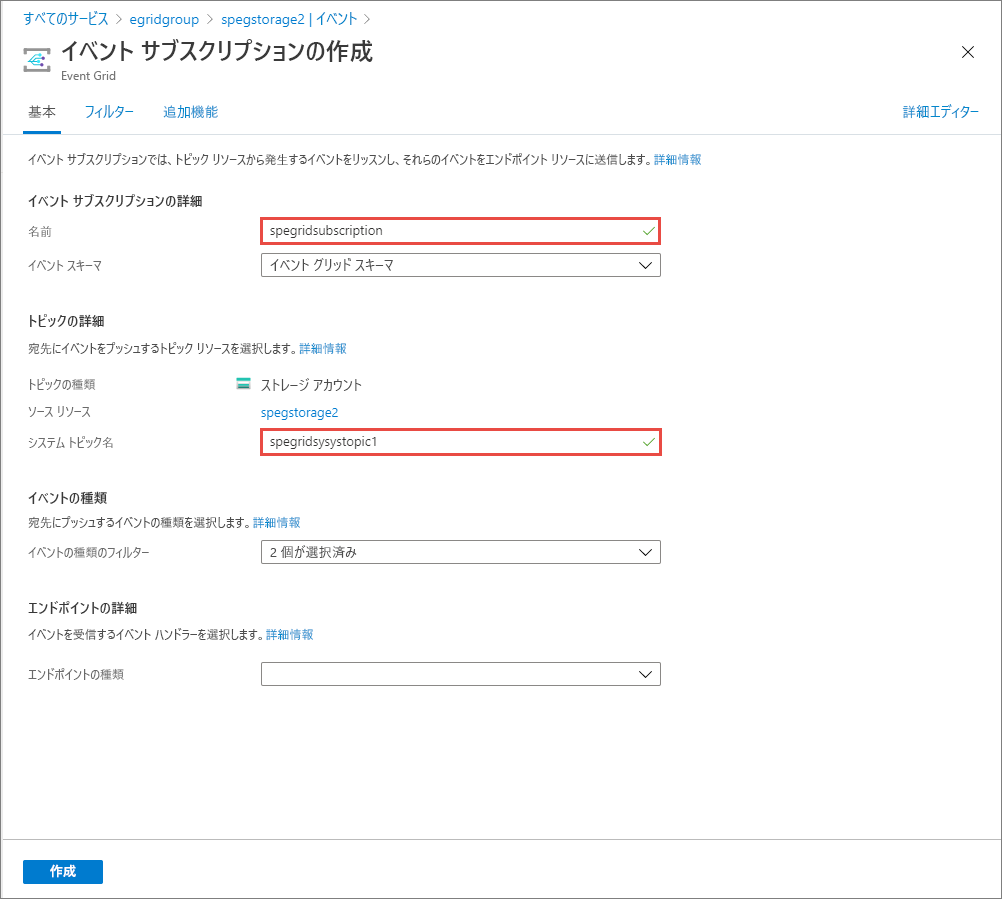 すべてのサービス > egridgroup > spegstorage2 | イベント >
イベント サブスクリプションの作成
Event Grid
基本 フィルター 追加機能 詳細エディター
イベント サブスクリプションでは、トピック リソースから発生するイベントをリッスンし、それらのイベントをエンドポイント リソースに送信します。詳細情報
イベント サブスクリプションの詳細
名前 spegridsubscription
イベント スキーマ イベント グリッド スキーマ
トピックの詳細
宛先にイベントをプッシュするトピック リソースを選択します。詳細情報
トピックの種類 ストレージ アカウント
ソース リソース spegstorage2
システム トピック名 spegridsysystopic1
イベントの種類
宛先にプッシュするイベントの種類を選択します。詳細情報
イベントの種類のフィルター 2 個が選択済み
エンドポイントの詳細
イベントを受信するイベント ハンドラーを選択します。詳細情報
エンドポイントの種類
作成